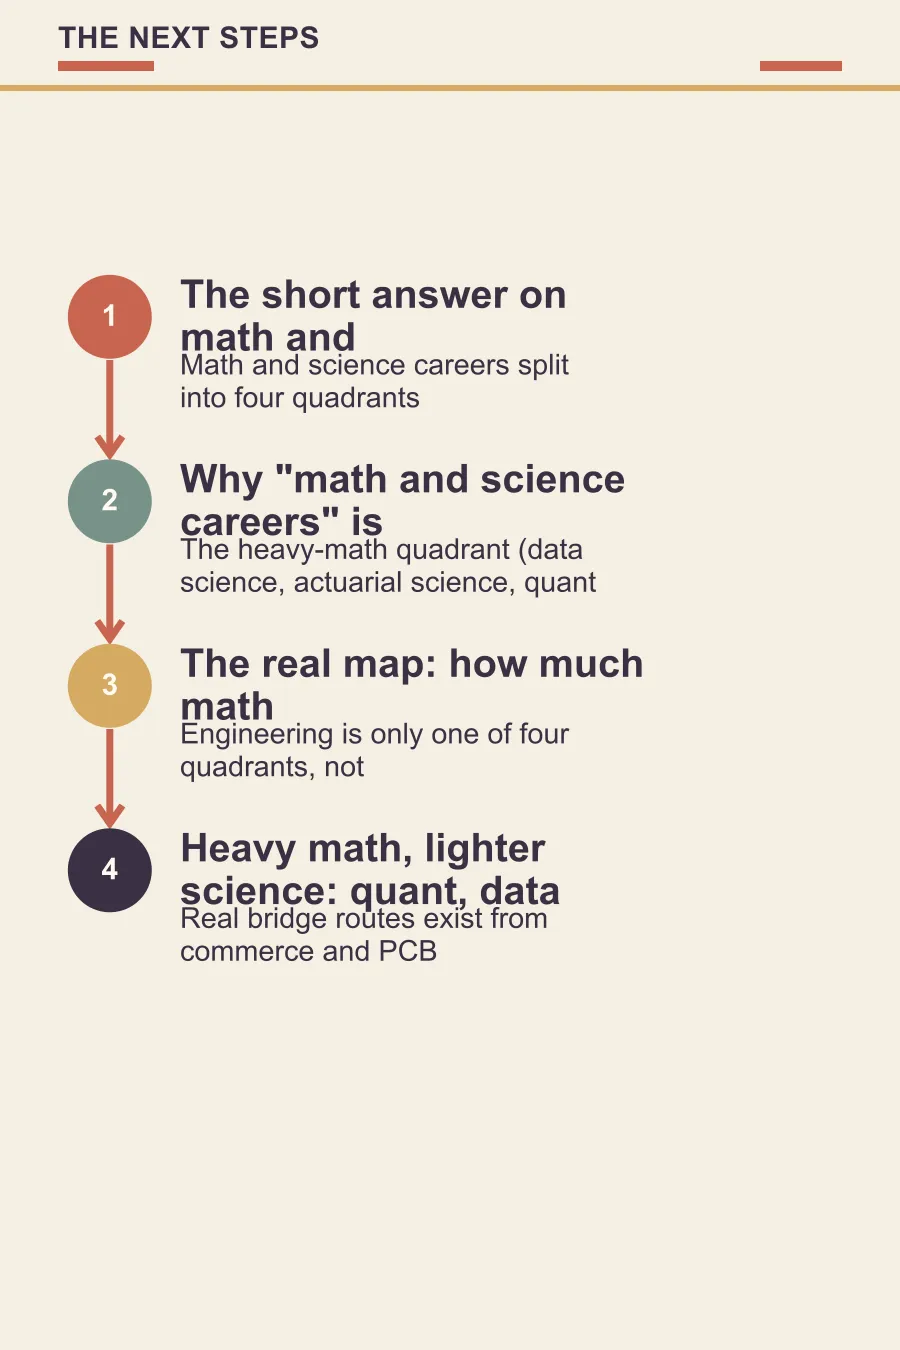 THE NEXT STEPS
1
The short answer on
math and
Math and science careers split
into four quadrants
2
Why "math and science
careers" is
The heavy-math quadrant (data
science, actuarial science, quant
3
The real map: how much
math
Engineering is only one of four
quadrants, not
4
Heavy math, lighter
science: quant, data
Real bridge routes exist from
commerce and PCB